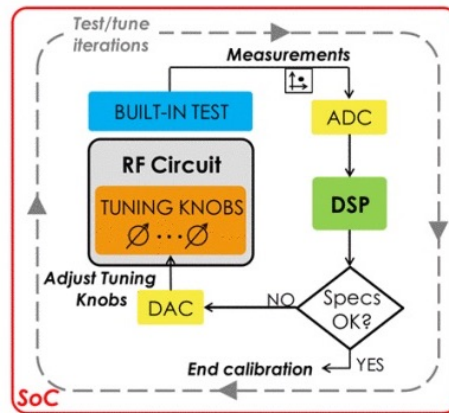 Test/tune
iterations
Measurements
BUILT-IN TEST
ADC
RF Circuit
TUNING KNOBS
DSP
Adjust Tuning
Knobs
DAC
NO
Specs
OK?
YES
End calibration
SoC